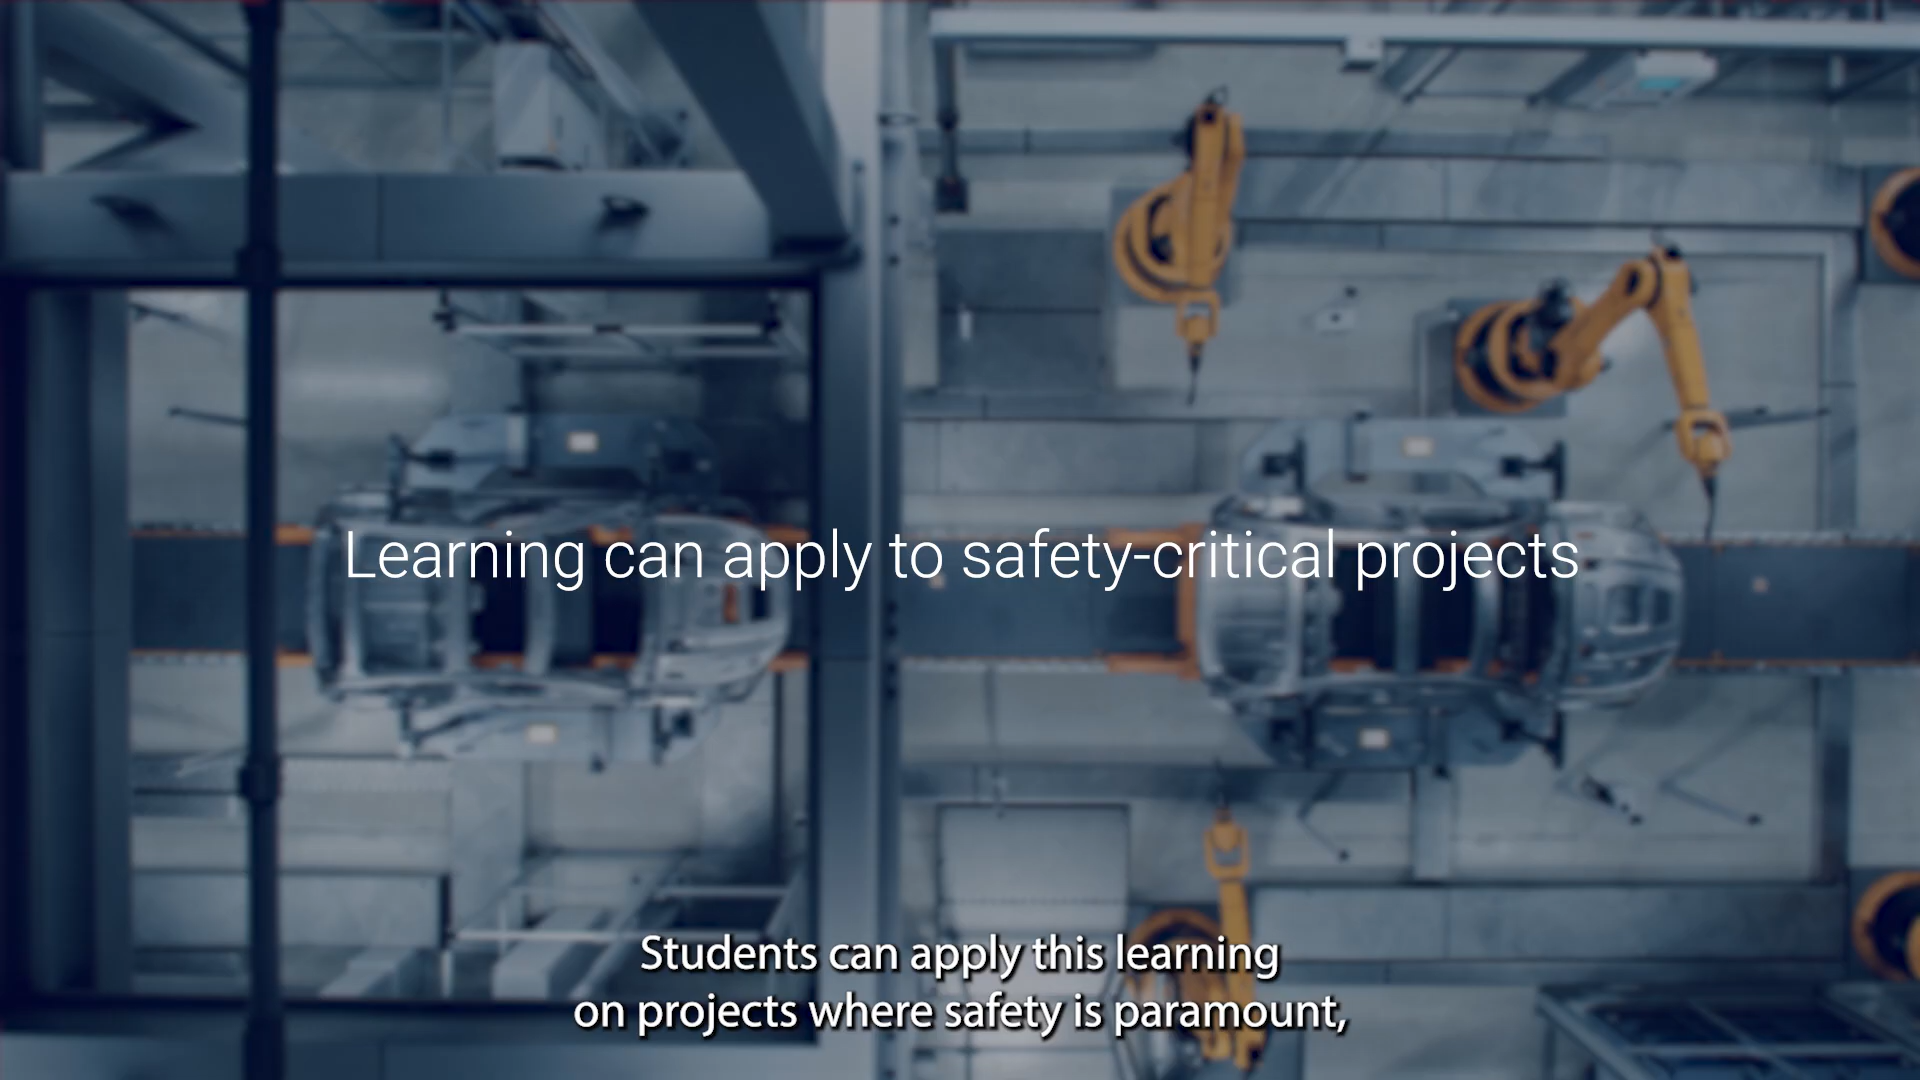 Learning can apply to safety-critical projects
Students can apply this learning
on projects where safety is paramount,